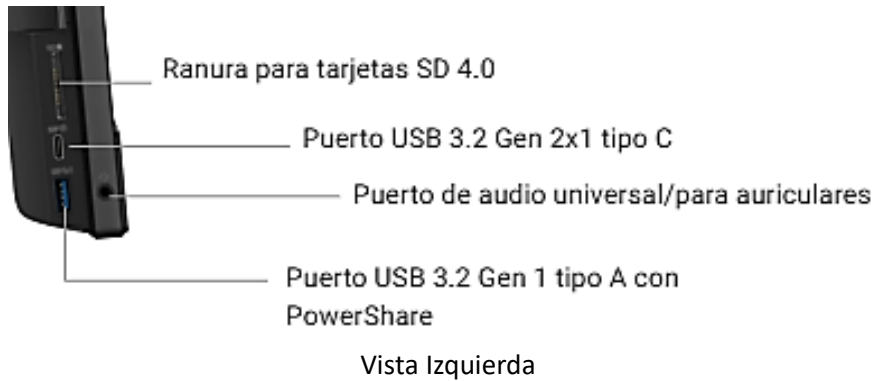 Ranura para tarjetas SD 4.0
Puerto USB 3.2 Gen 2x1 tipo C
Puerto de audio universal/para auriculares
Puerto USB 3.2 Gen 1 tipo A con
PowerShare
Vista Izquierda